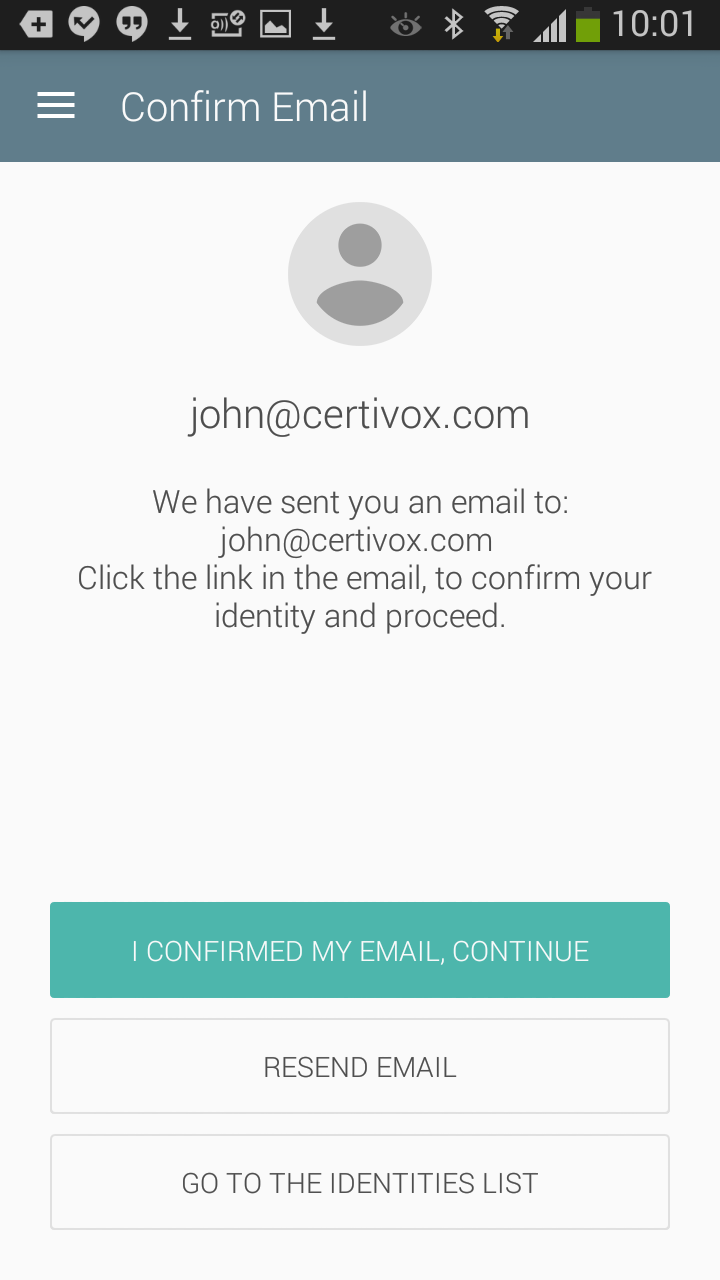 10:01
Confirm Email
john@certivox.com
We have sent you an email to:
john@certivox.com
Click the link in the email, to confirm your
identity and proceed.
I CONFIRMED MY EMAIL, CONTINUE
RESEND EMAIL
GO TO THE IDENTITIES LIST